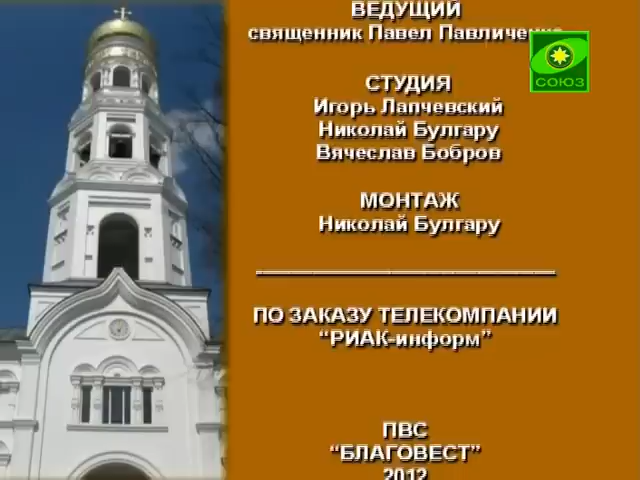 ВЕДУЩИЙ
священник Павел Павличенко
СОЮЗ
СТУДИЯ
Игорь Лапчевский
Николай Булгару
Вячеслав Бобров
МОНТАЖ
Николай Булгару
ПО ЗАКАЗУ ТЕЛЕКОМПАНИИ
“РИАК-информ”
ПВС
“БЛАГОВЕСТ”
2012